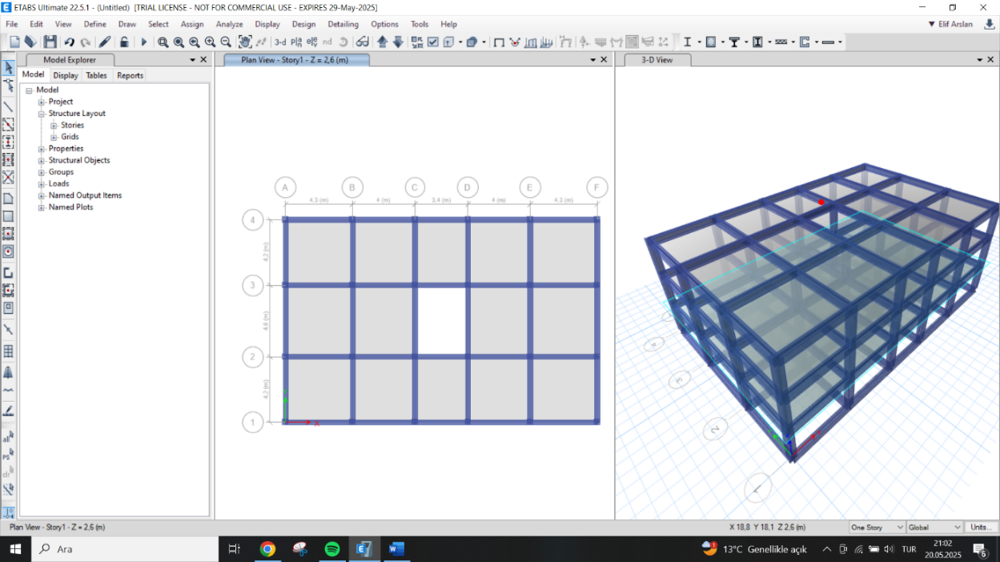 ETABS Ultimate 22.5.1 - (Untitled) [TRIAL LICENSE - NOT FOR COMMERCIAL USE - EXPIRES 29-May-2025]
File Edit View Define Draw Select Assign Analyze Display Design Detailing Options Tools Help Elif Arslan
3-d nd
Model Explorer
Model Display Tables Reports
Model
Project
Structure Layout
Stories
Grids
Properties
Structural Objects
Groups
Loads
Named Output Items
Named Plots
all
PS
clr
Plan View - Story1 - Z = 2,6 (m)
A B C D E F
4,3 (m) 4 (m) 3,4 (m) 4 (m) 4,3 (m)
4
4,2 (m)
3
4,6 (m)
2
4,2 (m)
1
X
3-D View
4
3
2
1
Plan View - Story1 - Z = 2,6 (m) X 18,8 Y 18,1 Z 2,6 (m) One Story Global Units...
Ara
13°C Genellikle açık TUR 21:02
20.05.2025 6